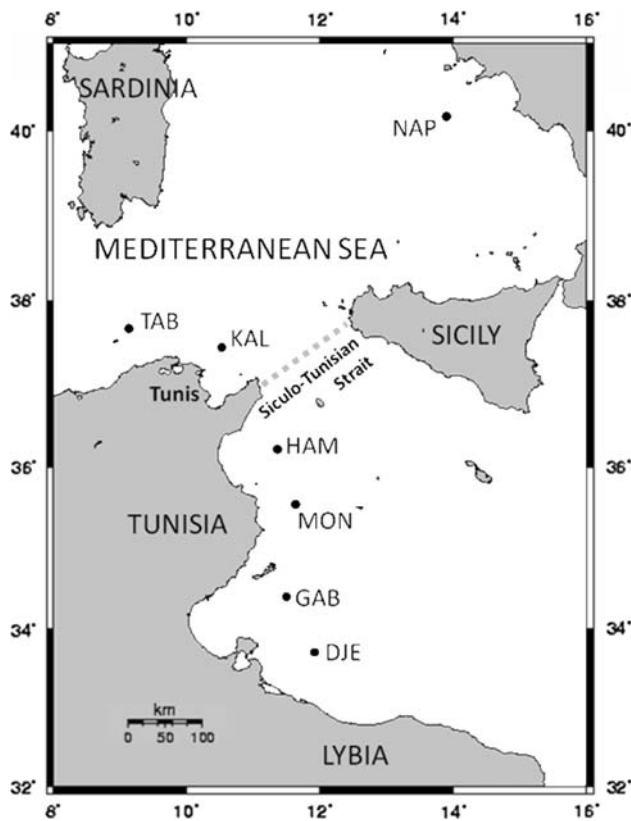 8° 10° 12° 14° 16°
SARDINIA
40° 40°
NAP
MEDITERRANEAN SEA
38° 38°
TAB
KAL
SICILY
Tunis
Siculo-Tunisian
Strait
36° 36°
HAM
MON
TUNISIA
GAB
34° 34°
DJE
km
0 50 100
LYBIA
32° 32°
8° 10° 12° 14° 16°